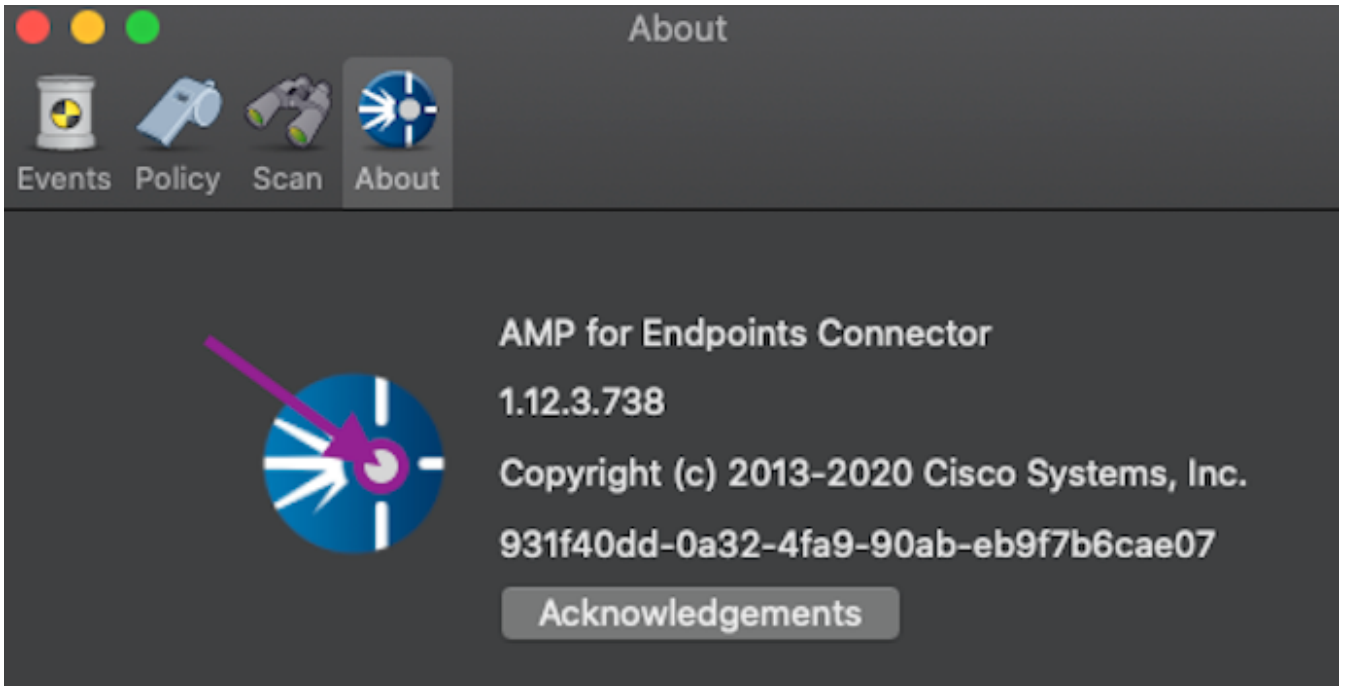 About
Events Policy Scan About
AMP for Endpoints Connector
1.12.3.738
Copyright (c) 2013-2020 Cisco Systems, Inc.
931f40dd-0a32-4fa9-90ab-eb9f7b6cae07
Acknowledgements